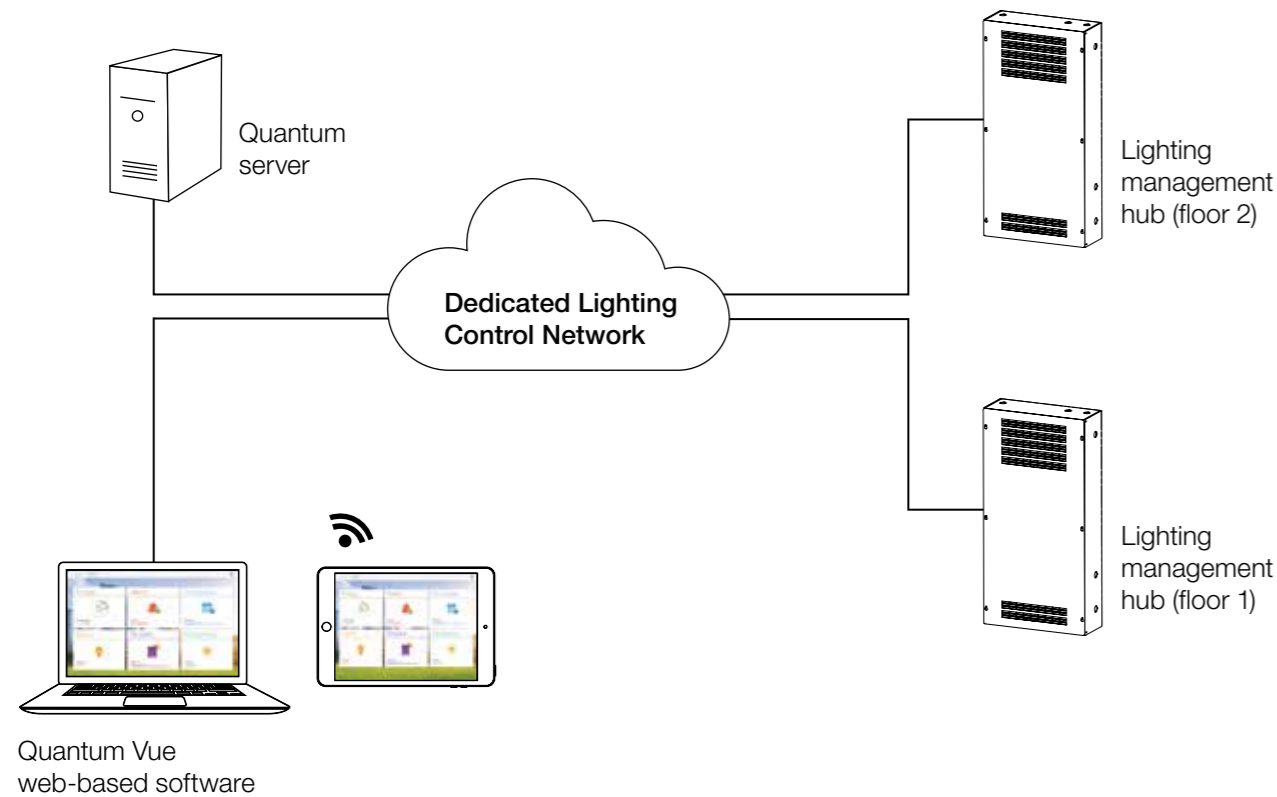 Quantum
server
Lighting
management
hub (floor 2)
Dedicated Lighting
Control Network
Lighting
management
hub (floor 1)
Quantum Vue
web-based software